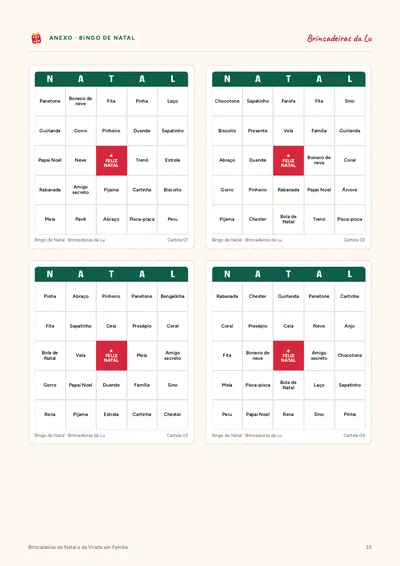 ANEXO · BINGO DE NATAL
Brincadeiras da Lu
N A T A L
Panetone Boneco de neve Fita Pinha Laço
Guirlanda Gorro Pinheiro Duende Sapatinho
Papai Noel Neve FELIZ NATAL Trenó Estrela
Rabanada Amigo secreto Pijama Cartinha Biscoito
Meia Pavê Abraço Pisca-pisca Peru
Bingo de Natal · Brincadeiras da Lu Cartela 01
N A T A L
Chocotone Sapatinho Farofa Fita Sino
Biscoito Presente Vela Família Guirlanda
Abraço Duende FELIZ NATAL Boneco de neve Coral
Gorro Pinheiro Rabanada Papai Noel Árvore
Pijama Chester Bola de Natal Trenó Pisca-pisca
Bingo de Natal · Brincadeiras da Lu Cartela 02
N A T A L
Pinha Abraço Pinheiro Panetone Bengalinha
Fita Sapatinho Ceia Presépio Coral
Bola de Natal Vela FELIZ NATAL Meia Amigo secreto
Gorro Papai Noel Duende Família Sino
Rena Pijama Estrela Cartinha Chester
Bingo de Natal · Brincadeiras da Lu Cartela 03
N A T A L
Rabanada Chester Guirlanda Panetone Cartinha
Coral Presépio Ceia Neve Anjo
Fita Boneco de neve FELIZ NATAL Amigo secreto Chocotone
Meia Pisca-pisca Bola de Natal Laço Sapatinho
Peru Papai Noel Rena Sino Pinha
Bingo de Natal · Brincadeiras da Lu Cartela 04
Brincadeiras de Natal e da Virada em Família 33